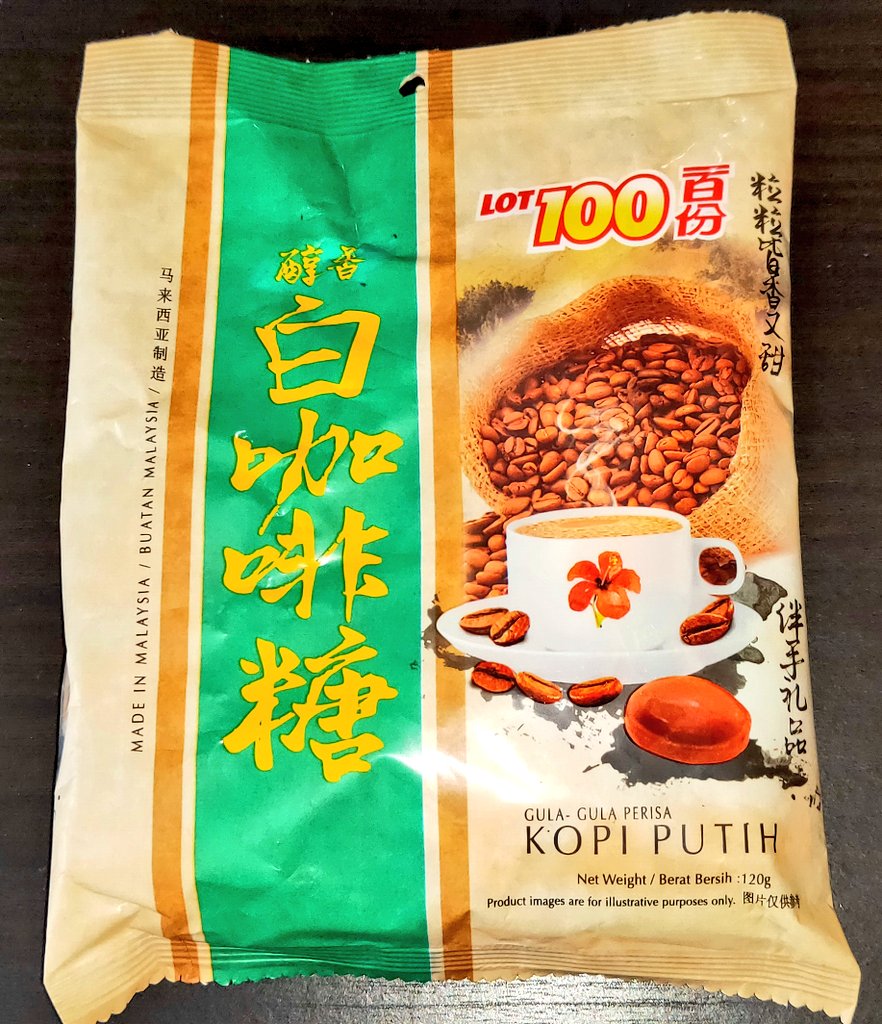 LOT 100 百份
醇香
白咖啡糖
粒粒皆香又甜
伴手礼品
马来西亚制造 / BUATAN MALAYSIA / MADE IN MALAYSIA
GULA- GULA PERISA
KOPI PUTIH
Net Weight / Berat Bersih :120g
Product images are for illustrative purposes only. 图片仅供参